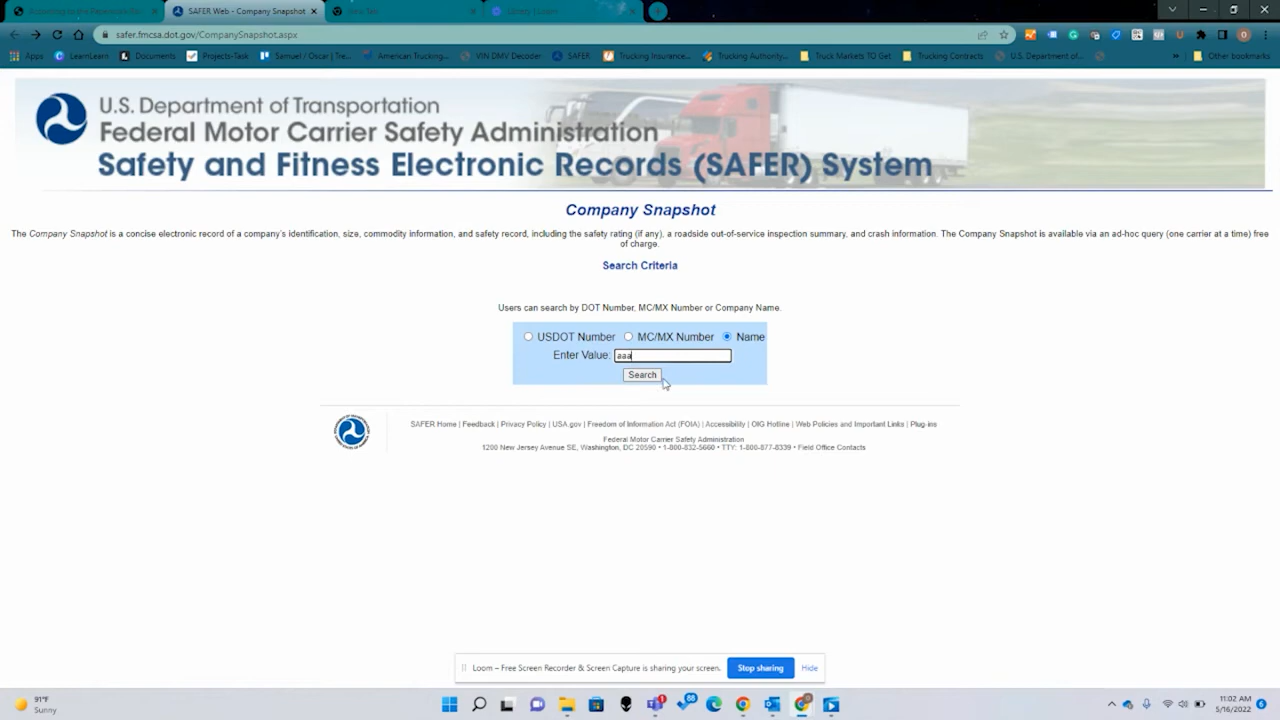 SAFER Web - Company Snapshot
safer.fmcsa.dot.gov/CompanySnapshot.aspx
Apps LearnLearn Documents Projects-Task Samuel / Oscar | Tre... American Trucking... VIN DMV Decoder SAFER Trucking Insurance... Trucking Authority... Truck Markets TO Get Trucking Contracts U.S. Department of... » Other bookmarks
U.S. Department of Transportation
Federal Motor Carrier Safety Administration
Safety and Fitness Electronic Records (SAFER) System
Company Snapshot
The Company Snapshot is a concise electronic record of a company's identification, size, commodity information, and safety record, including the safety rating (if any), a roadside out-of-service inspection summary, and crash information. The Company Snapshot is available via an ad-hoc query (one carrier at a time) free
of charge.
Search Criteria
Users can search by DOT Number, MC/MX Number or Company Name.
USDOT Number MC/MX Number Name
Enter Value: aaa
Search
SAFER Home | Feedback | Privacy Policy | USA.gov | Freedom of Information Act (FOIA) | Accessibility | OIG Hotline | Web Policies and Important Links | Plug-ins
Federal Motor Carrier Safety Administration
1200 New Jersey Avenue SE, Washington, DC 20590 • 1-800-832-5660 • TTY: 1-800-877-8339 • Field Office Contacts
Loom – Free Screen Recorder & Screen Capture is sharing your screen. Stop sharing Hide
91°F
Sunny
11:02 AM
5/16/2022